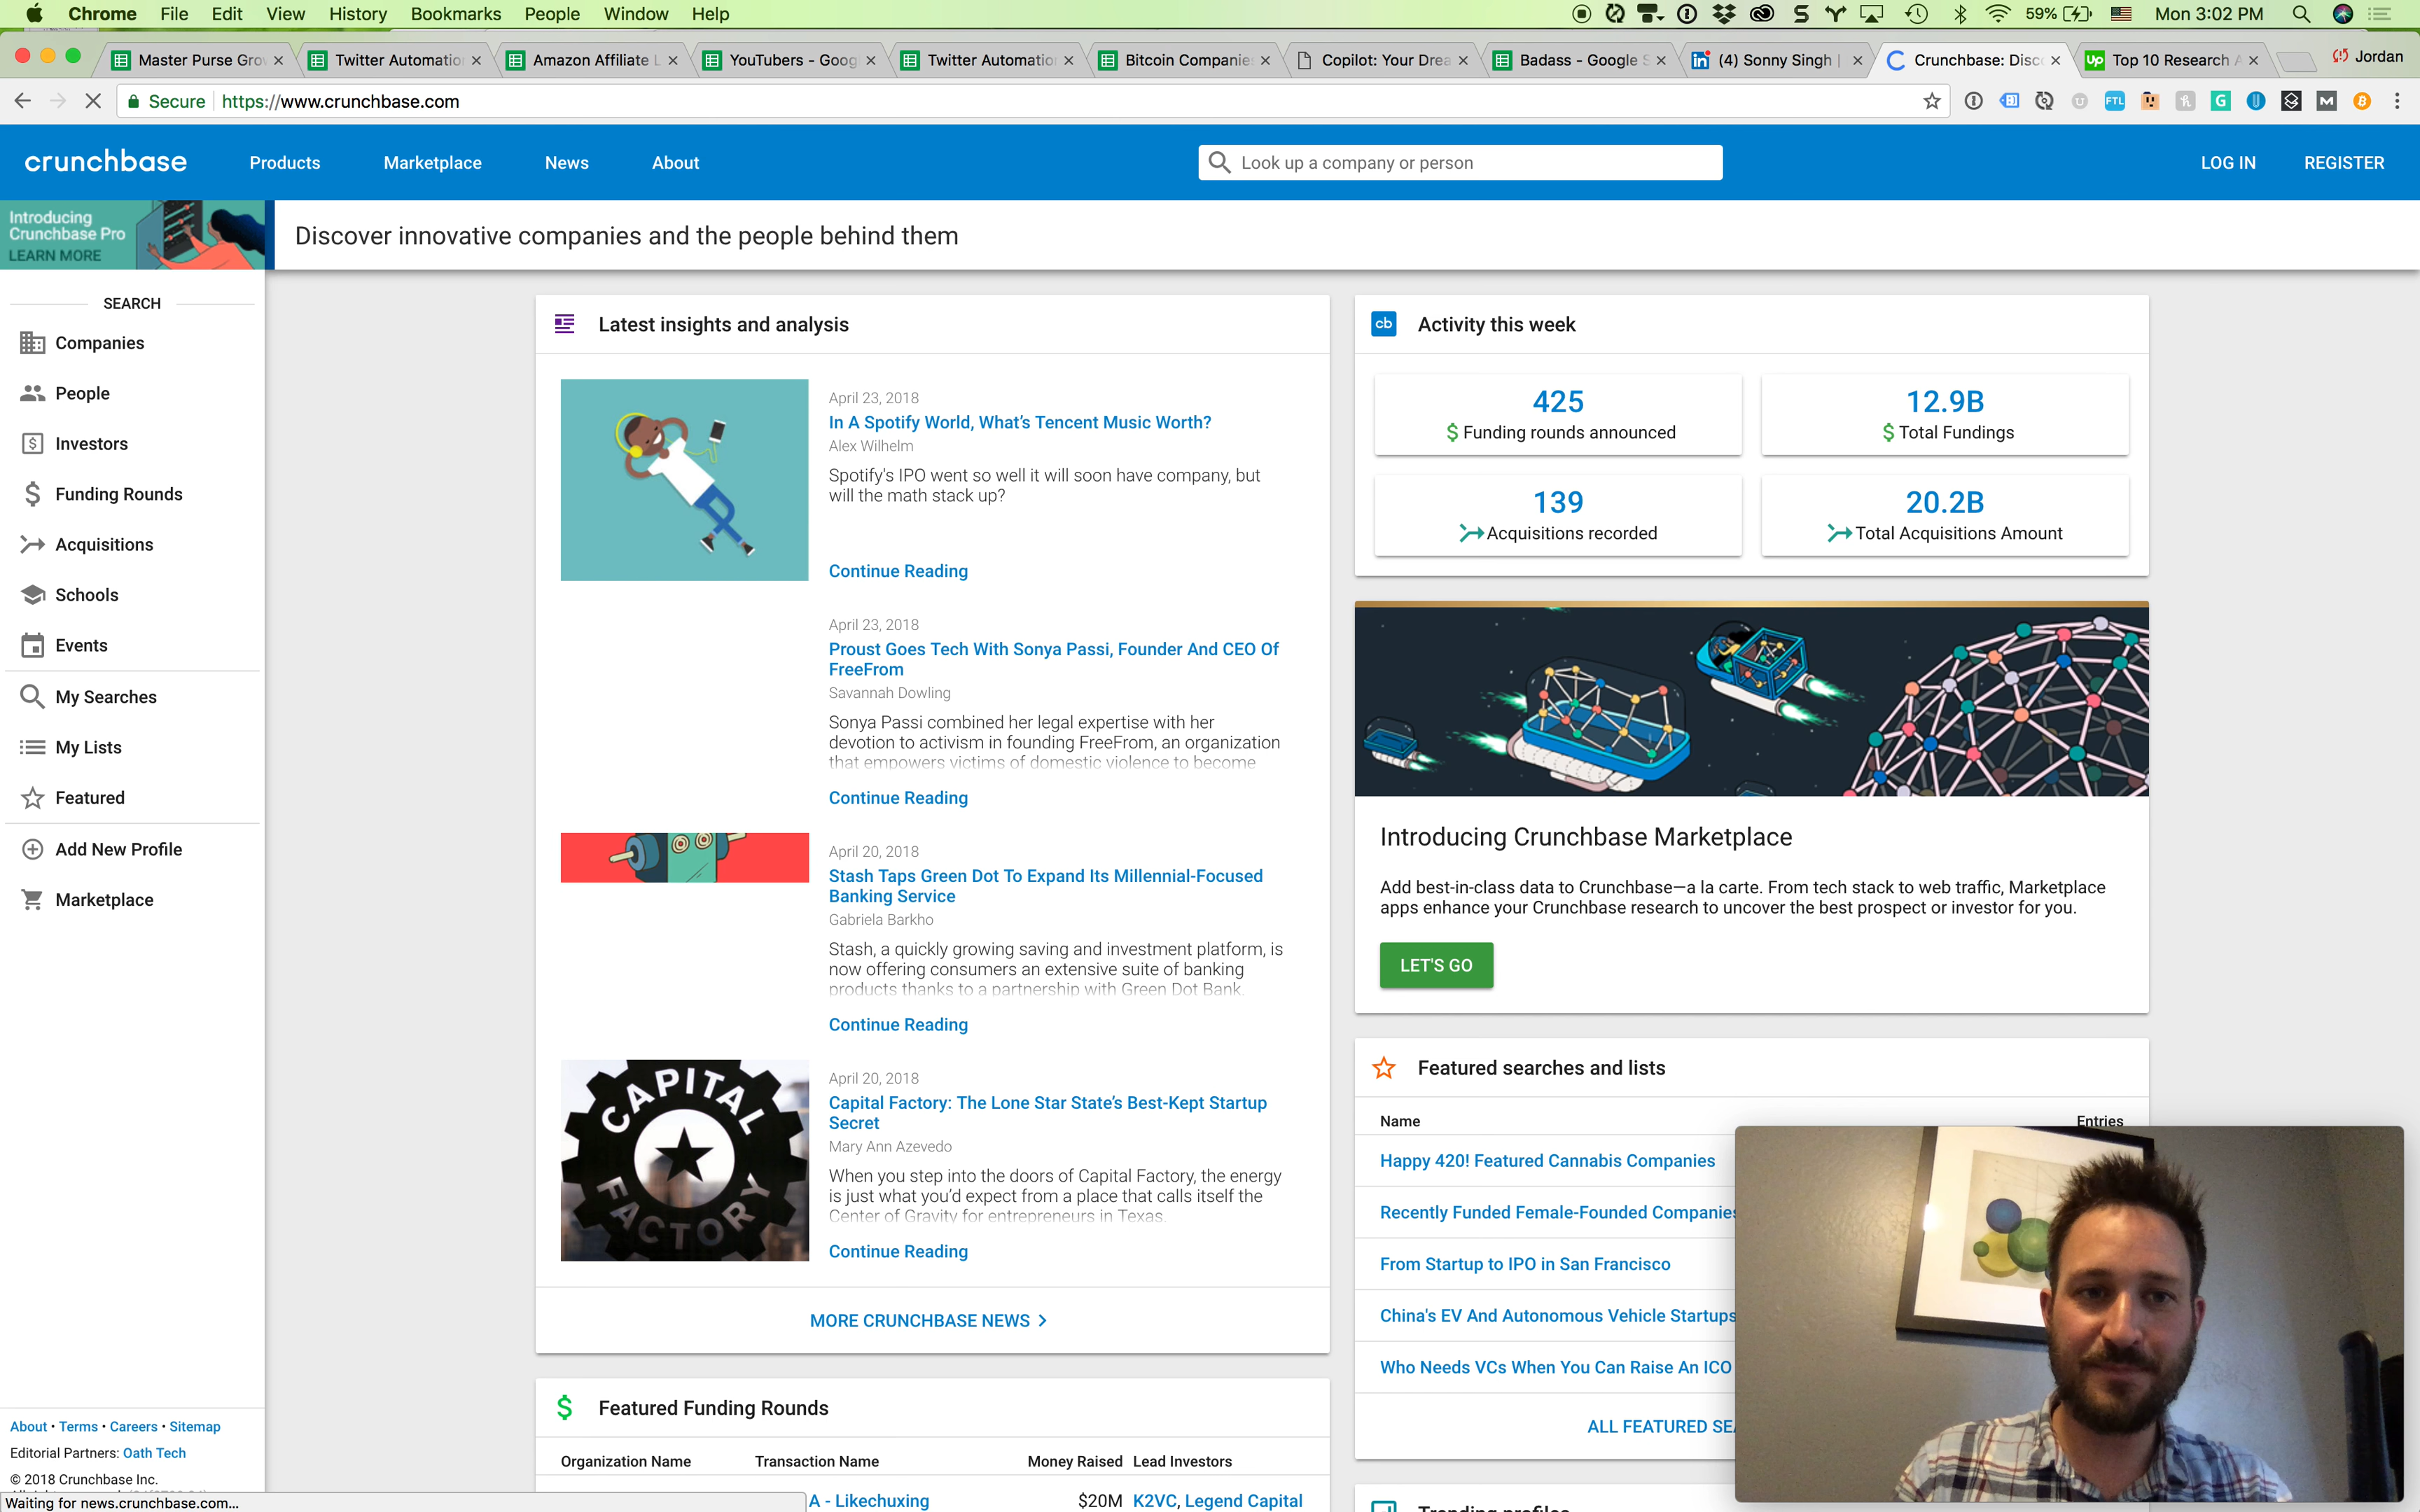 Chrome File Edit View History Bookmarks People Window Help 59% Mon 3:02 PM
Master Purse Gro Twitter Automatio Amazon Affiliate L YouTubers - Goog Twitter Automatio Bitcoin Companie Copilot: Your Drea Badass - Google S (4) Sonny Singh | Crunchbase: Disc Top 10 Research A Jordan
Secure https://www.crunchbase.com
crunchbase Products Marketplace News About Look up a company or person LOG IN REGISTER
Introducing
Crunchbase Pro
LEARN MORE
Discover innovative companies and the people behind them
SEARCH
Companies
People
Investors
Funding Rounds
Acquisitions
Schools
Events
My Searches
My Lists
Featured
Add New Profile
Marketplace
About • Terms • Careers • Sitemap
Editorial Partners: Oath Tech
© 2018 Crunchbase Inc.
Waiting for news.crunchbase.com...
Latest insights and analysis
April 23, 2018
In A Spotify World, What's Tencent Music Worth?
Alex Wilhelm
Spotify's IPO went so well it will soon have company, but
will the math stack up?
Continue Reading
April 23, 2018
Proust Goes Tech With Sonya Passi, Founder And CEO Of
FreeFrom
Savannah Dowling
Sonya Passi combined her legal expertise with her
devotion to activism in founding FreeFrom, an organization
that empowers victims of domestic violence to become
Continue Reading
April 20, 2018
Stash Taps Green Dot To Expand Its Millennial-Focused
Banking Service
Gabriela Barkho
Stash, a quickly growing saving and investment platform, is
now offering consumers an extensive suite of banking
products thanks to a partnership with Green Dot Bank.
Continue Reading
CAPITAL
FACTORY
April 20, 2018
Capital Factory: The Lone Star State's Best-Kept Startup
Secret
Mary Ann Azevedo
When you step into the doors of Capital Factory, the energy
is just what you'd expect from a place that calls itself the
Center of Gravity for entrepreneurs in Texas.
Continue Reading
MORE CRUNCHBASE NEWS
Featured Funding Rounds
Organization Name Transaction Name Money Raised Lead Investors
A - Likechuxing $20M K2VC, Legend Capital
cb Activity this week
425
$ Funding rounds announced
12.9B
$ Total Fundings
139
Acquisitions recorded
20.2B
Total Acquisitions Amount
Introducing Crunchbase Marketplace
Add best-in-class data to Crunchbase—a la carte. From tech stack to web traffic, Marketplace
apps enhance your Crunchbase research to uncover the best prospect or investor for you.
LET'S GO
Featured searches and lists
Name Entries
Happy 420! Featured Cannabis Companies
Recently Funded Female-Founded Companies
From Startup to IPO in San Francisco
China's EV And Autonomous Vehicle Startups
Who Needs VCs When You Can Raise An ICO
ALL FEATURED SEA
Trending profiles